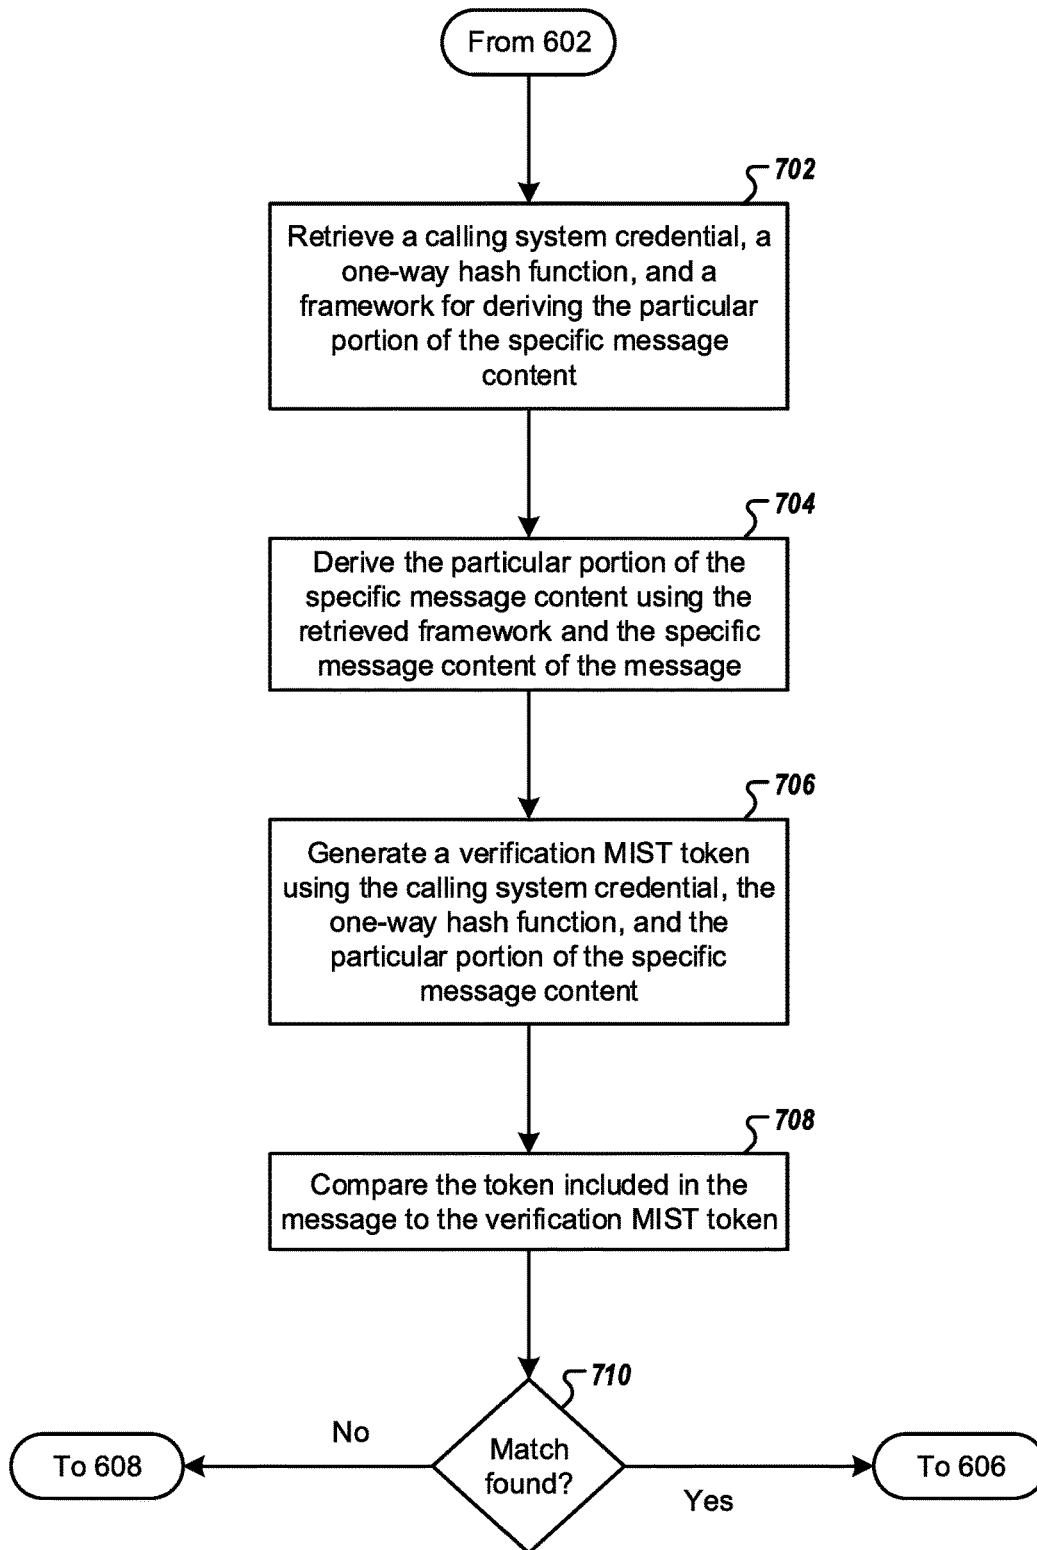 From 602
702
Retrieve a calling system credential, a
one-way hash function, and a
framework for deriving the particular
portion of the specific message
content
704
Derive the particular portion of the
specific message content using the
retrieved framework and the specific
message content of the message
706
Generate a verification MIST token
using the calling system credential, the
one-way hash function, and the
particular portion of the specific
message content
708
Compare the token included in the
message to the verification MIST token
710
No
Match
found?
To 608
To 606
Yes